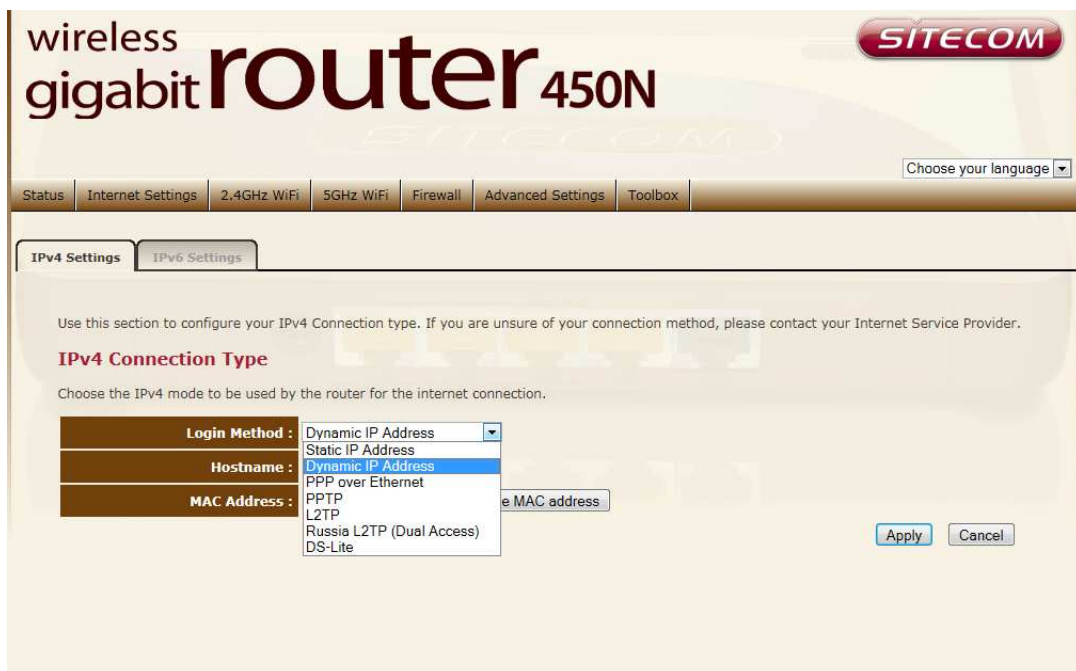 wireless
gigabit router 450N
SITECOM
SITECOM
Choose your language
Status Internet Settings 2.4GHz WiFi 5GHz WiFi Firewall Advanced Settings Toolbox
IPv4 Settings IPv6 Settings
Use this section to configure your IPv4 Connection type. If you are unsure of your connection method, please contact your Internet Service Provider.
IPv4 Connection Type
Choose the IPv4 mode to be used by the router for the internet connection.
Login Method : Dynamic IP Address
Static IP Address
Hostname : Dynamic IP Address
PPP over Ethernet
MAC Address : PPTP e MAC address
L2TP
Russia L2TP (Dual Access)
DS-Lite
Apply Cancel